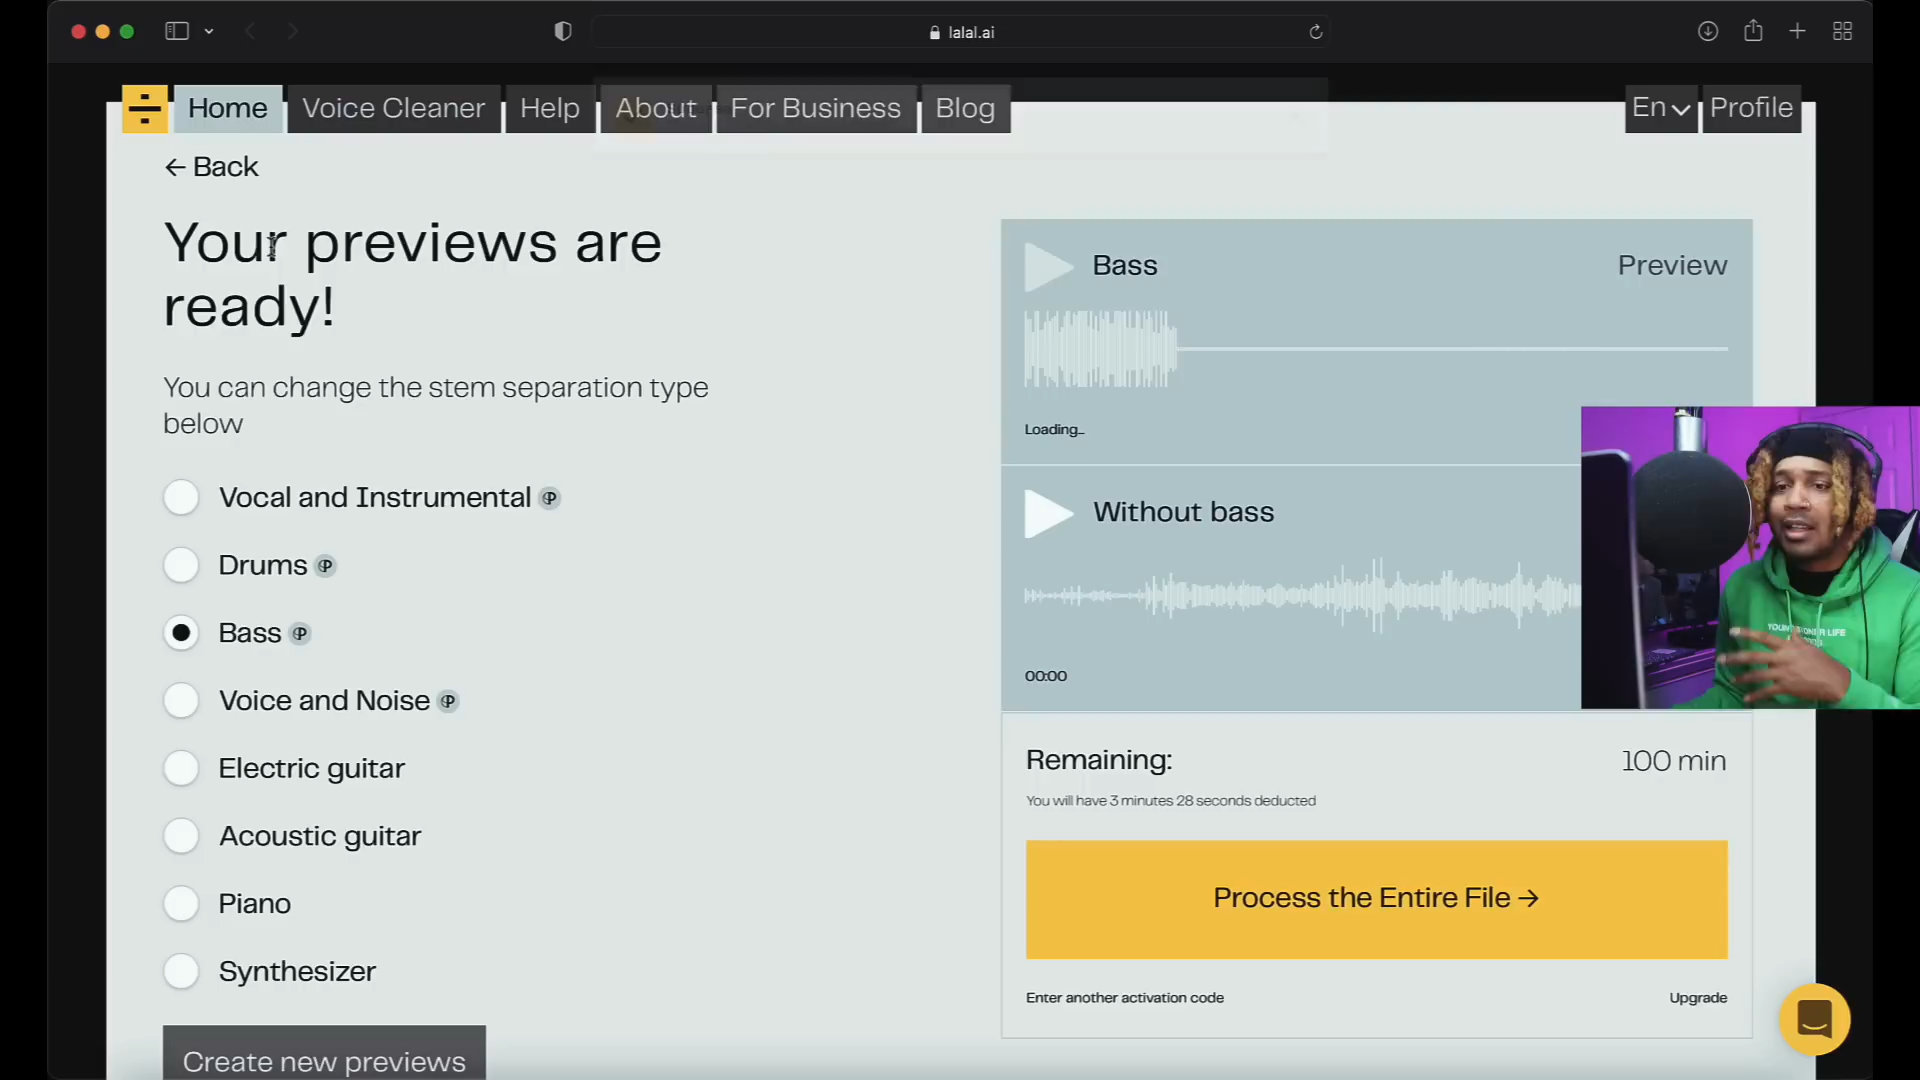 lalal.ai
Home Voice Cleaner Help About For Business Blog En Profile
← Back
Your previews are
ready!
You can change the stem separation type
below
Vocal and Instrumental
Drums
Bass
Voice and Noise
Electric guitar
Acoustic guitar
Piano
Synthesizer
Create new previews
Bass Preview
Loading...
Without bass
00:00
Remaining: 100 min
You will have 3 minutes 28 seconds deducted
Process the Entire File →
Enter another activation code Upgrade